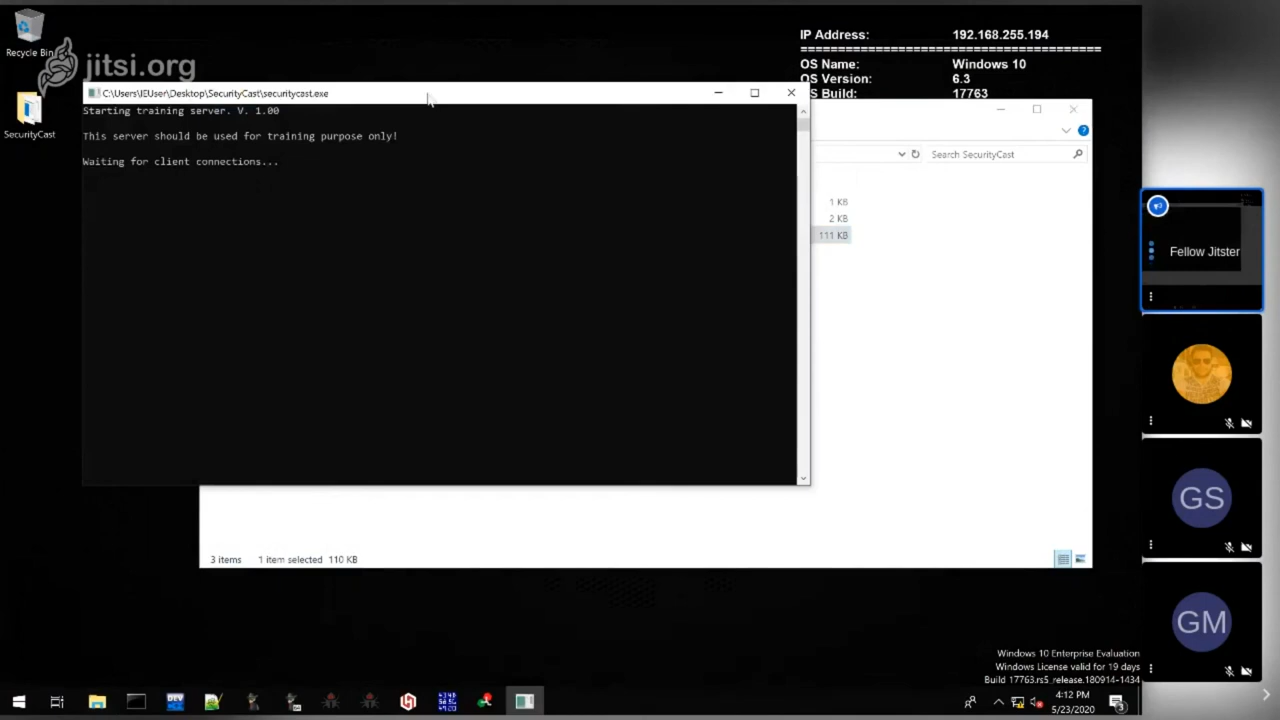 Recycle Bin
jitsi.org
SecurityCast
IP Address: 192.168.255.194
=========================================
OS Name: Windows 10
OS Version: 6.3
S Build: 17763
C:\Users\IEUser\Desktop\SecurityCast\securitycast.exe
Starting training server. V. 1.00
This server should be used for training purpose only!
Waiting for client connections...
Search SecurityCast
1 KB
2 KB
111 KB
3 items 1 item selected 110 KB
Fellow Jitster
GS
GM
Windows 10 Enterprise Evaluation
Windows License valid for 19 days
Build 17763.rs5_release.180914-1434
4:12 PM
5/23/2020
3